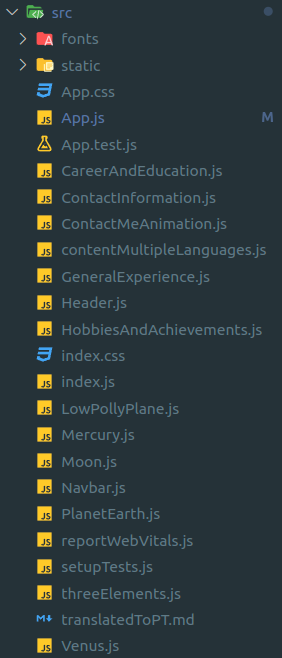 src
fonts
static
App.css
App.js M
App.test.js
CareerAndEducation.js
ContactInformation.js
ContactMeAnimation.js
contentMultipleLanguages.js
GeneralExperience.js
Header.js
HobbiesAndAchievements.js
index.css
index.js
LowPollyPlane.js
Mercury.js
Moon.js
Navbar.js
PlanetEarth.js
reportWebVitals.js
setupTests.js
threeElements.js
translatedToPT.md
Venus.js